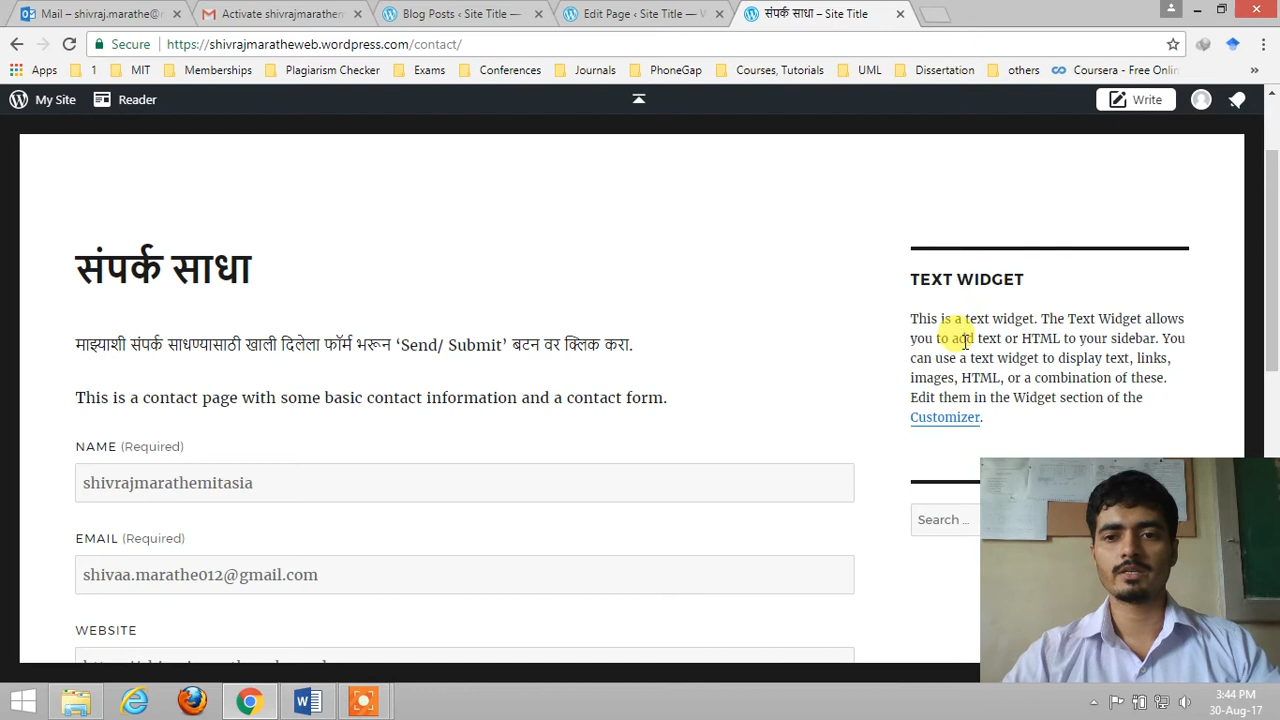 Mail – shivraj.marathe@
Activate shivrajmarathem
Blog Posts ‹ Site Title —
Edit Page ‹ Site Title — W
संपर्क साधा – Site Title
Secure
https://shivrajmaratheweb.wordpress.com/contact/
Apps
1
MIT
Memberships
Plagiarism Checker
Exams
Conferences
Journals
PhoneGap
Courses, Tutorials
UML
Dissertation
others
Coursera - Free Onlin
My Site
Reader
Write
संपर्क साधा
माझ्याशी संपर्क साधण्यासाठी खाली दिलेला फॉर्म भरून ‘Send/ Submit’ बटन वर क्लिक करा.
This is a contact page with some basic contact information and a contact form.
NAME (Required)
shivrajmarathemitasia
EMAIL (Required)
shivaa.marathe012@gmail.com
WEBSITE
TEXT WIDGET
This is a text widget. The Text Widget allows
you to add text or HTML to your sidebar. You
can use a text widget to display text, links,
images, HTML, or a combination of these.
Edit them in the Widget section of the
Customizer.
Search …
3:44 PM
30-Aug-17